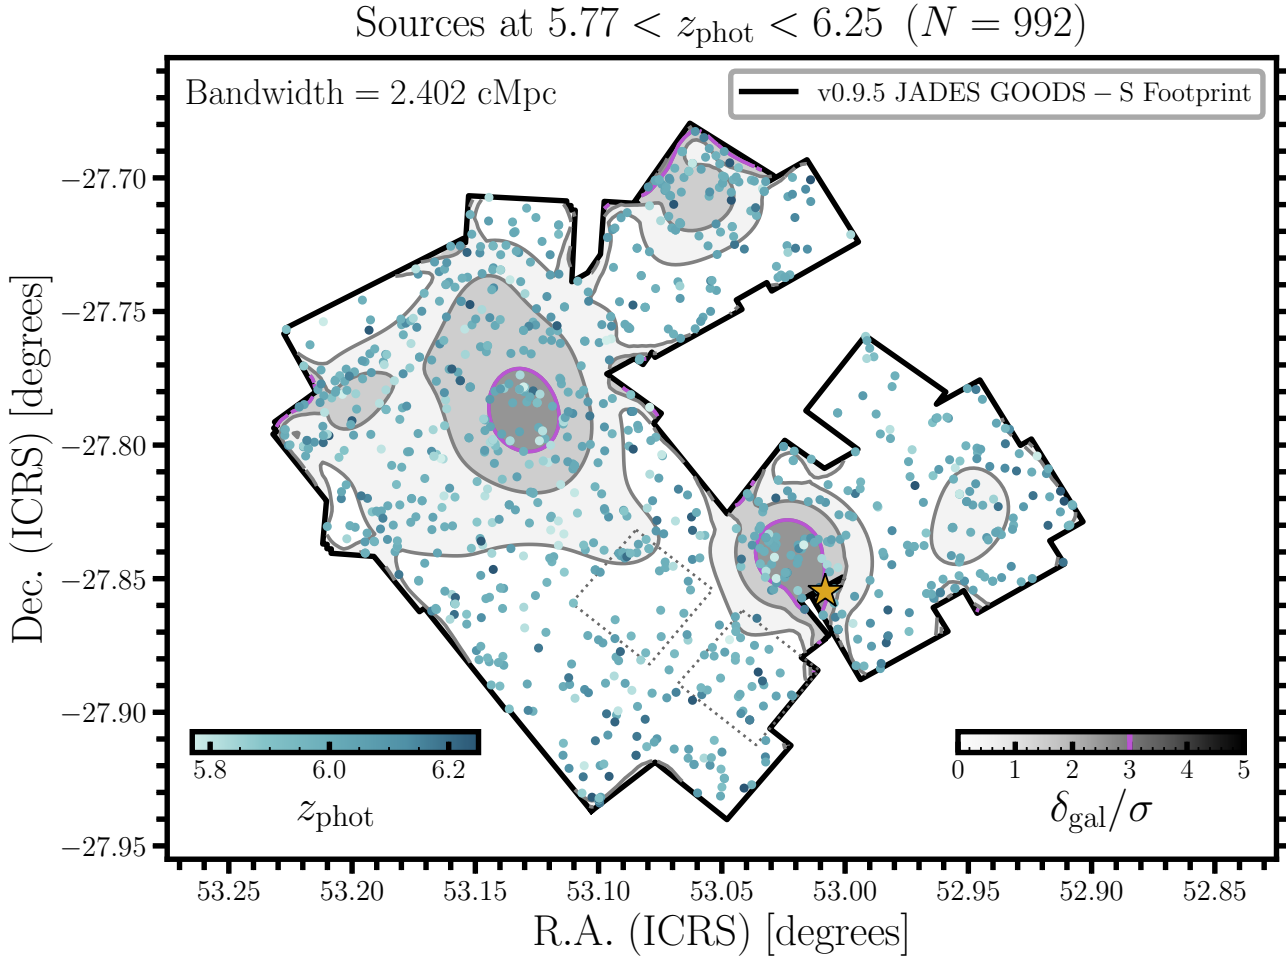 Sources at 5.77 < z_phot < 6.25 (N = 992)
Bandwidth = 2.402 cMpc
v0.9.5 JADES GOODS − S Footprint
Dec. (ICRS) [degrees]
−27.70
−27.75
−27.80
−27.85
−27.90
−27.95
5.8 6.0 6.2
z_phot
0 1 2 3 4 5
δ_gal/σ
53.25 53.20 53.15 53.10 53.05 53.00 52.95 52.90 52.85
R.A. (ICRS) [degrees]